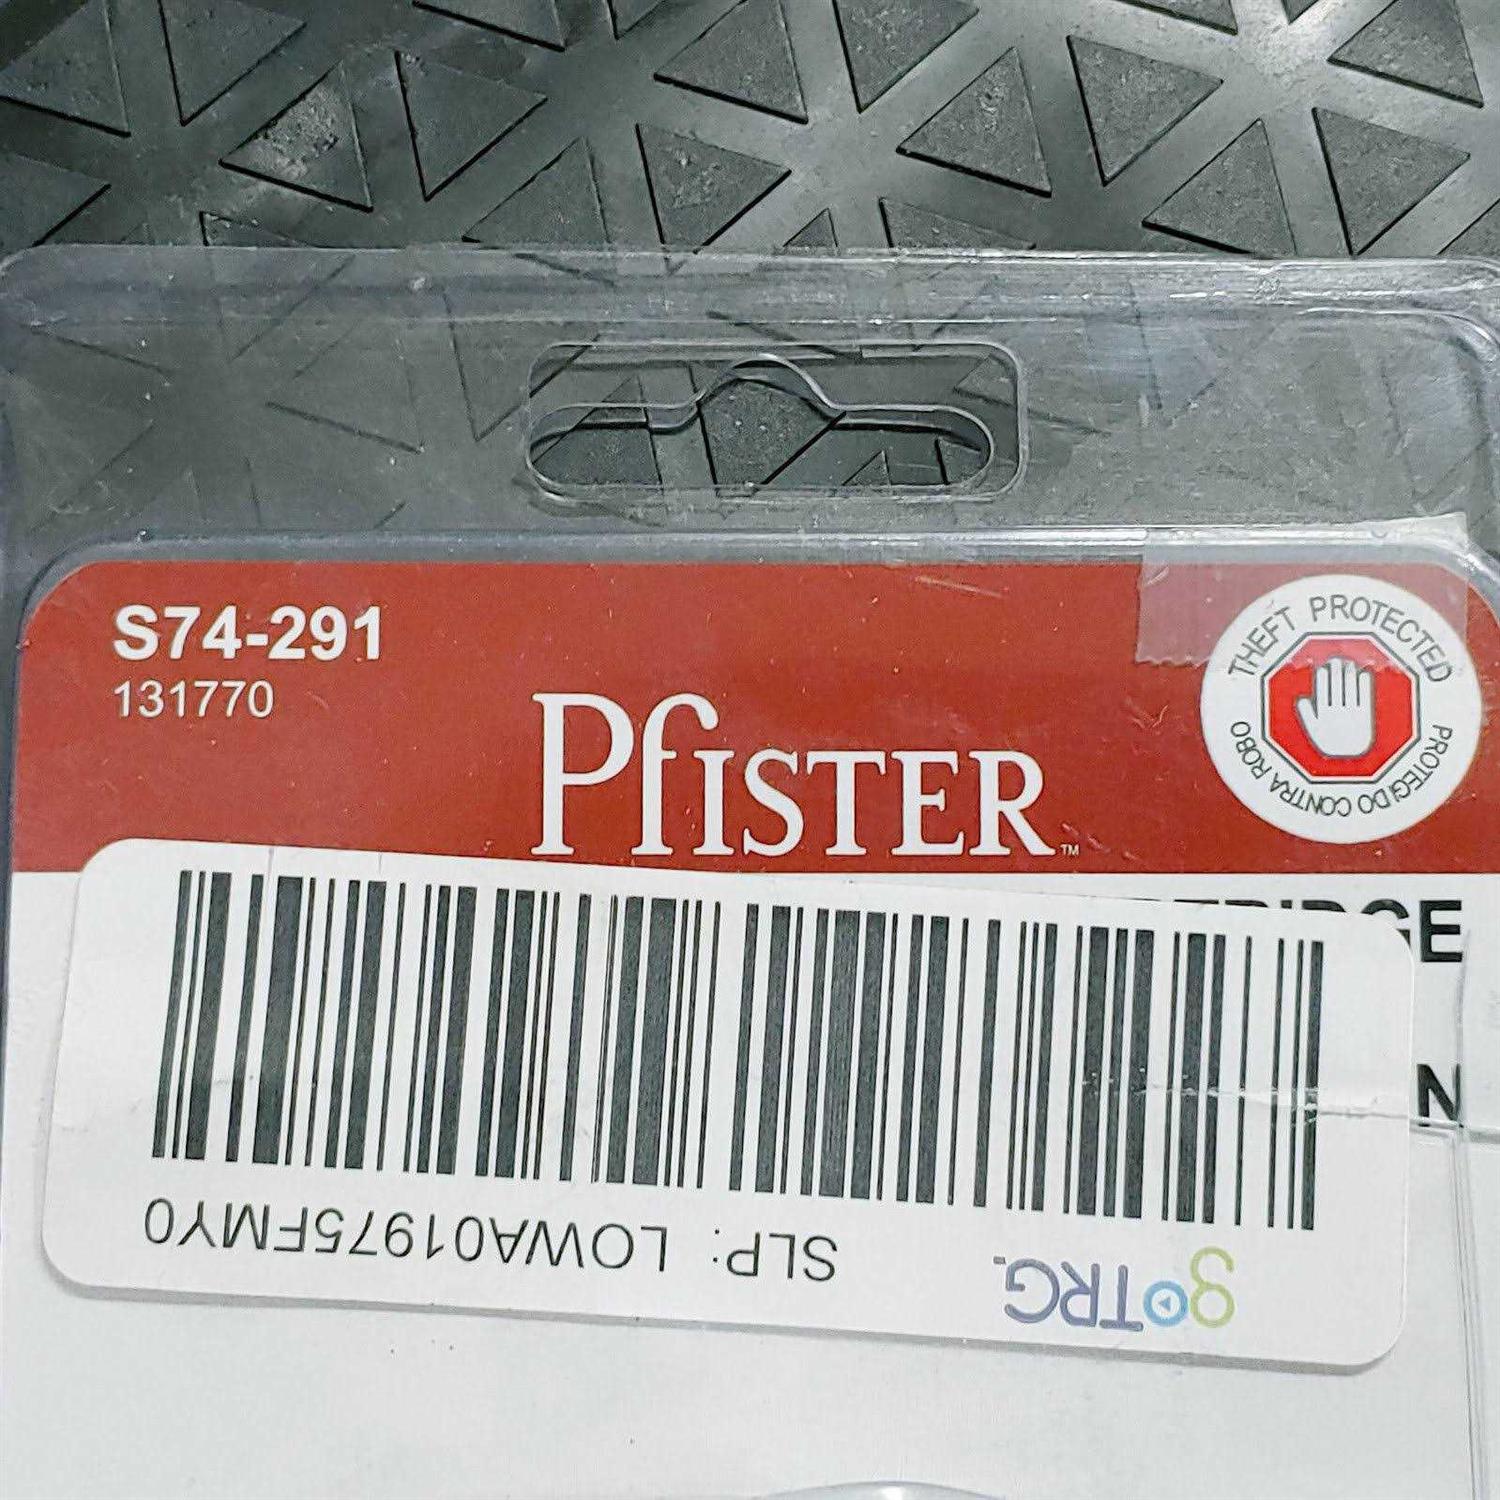 S74-291
131770
Pfister™
THEFT PROTECTED
PROTEGIDO CONTRA ROBO
SLP: LOWA01975FMY0
goTRG.